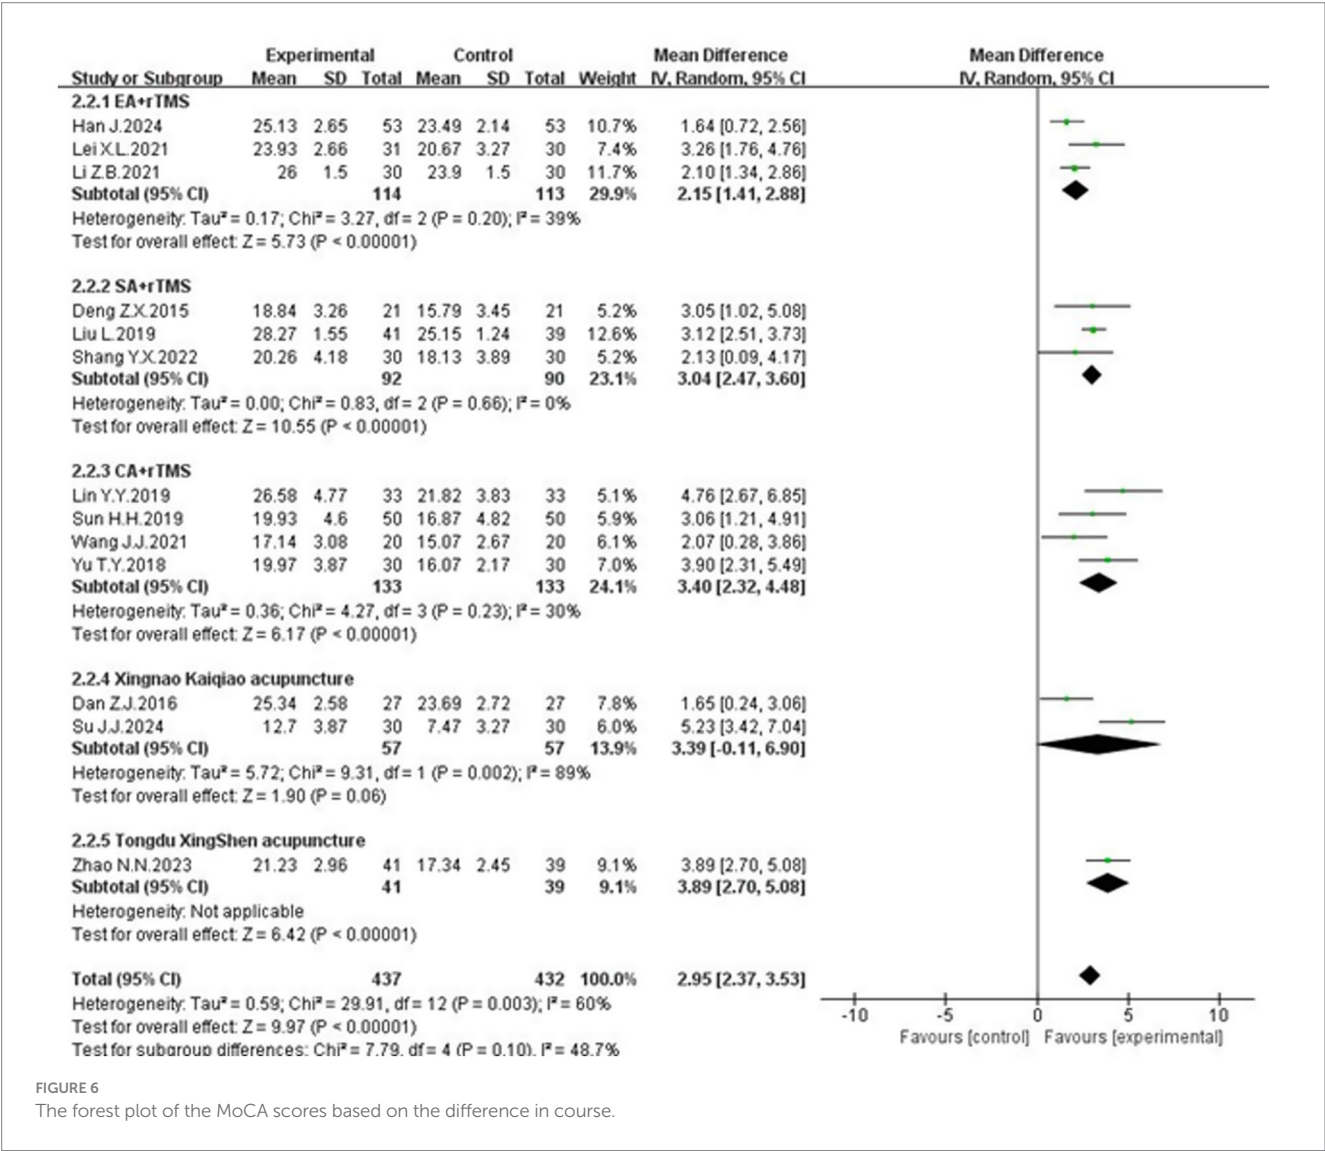 Experimental Control Mean Difference Mean Difference
Study or Subgroup Mean SD Total Mean SD Total Weight IV, Random, 95% CI IV, Random, 95% CI
2.2.1 EA+rTMS
Han J.2024 25.13 2.65 53 23.49 2.14 53 10.7% 1.64 [0.72, 2.56]
Lei X.L.2021 23.93 2.66 31 20.67 3.27 30 7.4% 3.26 [1.76, 4.76]
Li Z.B.2021 26 1.5 30 23.9 1.5 30 11.7% 2.10 [1.34, 2.86]
Subtotal (95% CI) 114 113 29.9% 2.15 [1.41, 2.88]
Heterogeneity: Tau² = 0.17; Chi² = 3.27, df = 2 (P = 0.20); I² = 39%
Test for overall effect: Z = 5.73 (P < 0.00001)
2.2.2 SA+rTMS
Deng Z.X.2015 18.84 3.26 21 15.79 3.45 21 5.2% 3.05 [1.02, 5.08]
Liu L.2019 28.27 1.55 41 25.15 1.24 39 12.6% 3.12 [2.51, 3.73]
Shang Y.X.2022 20.26 4.18 30 18.13 3.89 30 5.2% 2.13 [0.09, 4.17]
Subtotal (95% CI) 92 90 23.1% 3.04 [2.47, 3.60]
Heterogeneity: Tau² = 0.00; Chi² = 0.83, df = 2 (P = 0.66); I² = 0%
Test for overall effect: Z = 10.55 (P < 0.00001)
2.2.3 CA+rTMS
Lin Y.Y.2019 26.58 4.77 33 21.82 3.83 33 5.1% 4.76 [2.67, 6.85]
Sun H.H.2019 19.93 4.6 50 16.87 4.82 50 5.9% 3.06 [1.21, 4.91]
Wang J.J.2021 17.14 3.08 20 15.07 2.67 20 6.1% 2.07 [0.28, 3.86]
Yu T.Y.2018 19.97 3.87 30 16.07 2.17 30 7.0% 3.90 [2.31, 5.49]
Subtotal (95% CI) 133 133 24.1% 3.40 [2.32, 4.48]
Heterogeneity: Tau² = 0.36; Chi² = 4.27, df = 3 (P = 0.23); I² = 30%
Test for overall effect: Z = 6.17 (P < 0.00001)
2.2.4 Xingnao Kaiqiao acupuncture
Dan Z.J.2016 25.34 2.58 27 23.69 2.72 27 7.8% 1.65 [0.24, 3.06]
Su J.J.2024 12.7 3.87 30 7.47 3.27 30 6.0% 5.23 [3.42, 7.04]
Subtotal (95% CI) 57 57 13.9% 3.39 [-0.11, 6.90]
Heterogeneity: Tau² = 5.72; Chi² = 9.31, df = 1 (P = 0.002); I² = 89%
Test for overall effect: Z = 1.90 (P = 0.06)
2.2.5 Tongdu XingShen acupuncture
Zhao N.N.2023 21.23 2.96 41 17.34 2.45 39 9.1% 3.89 [2.70, 5.08]
Subtotal (95% CI) 41 39 9.1% 3.89 [2.70, 5.08]
Heterogeneity: Not applicable
Test for overall effect: Z = 6.42 (P < 0.00001)
Total (95% CI) 437 432 100.0% 2.95 [2.37, 3.53]
Heterogeneity: Tau² = 0.59; Chi² = 29.91, df = 12 (P = 0.003); I² = 60%
Test for overall effect: Z = 9.97 (P < 0.00001)
Test for subgroup differences: Chi² = 7.79. df = 4 (P = 0.10). I² = 48.7%
-10 -5 0 5 10
Favours [control] Favours [experimental]
FIGURE 6
The forest plot of the MoCA scores based on the difference in course.